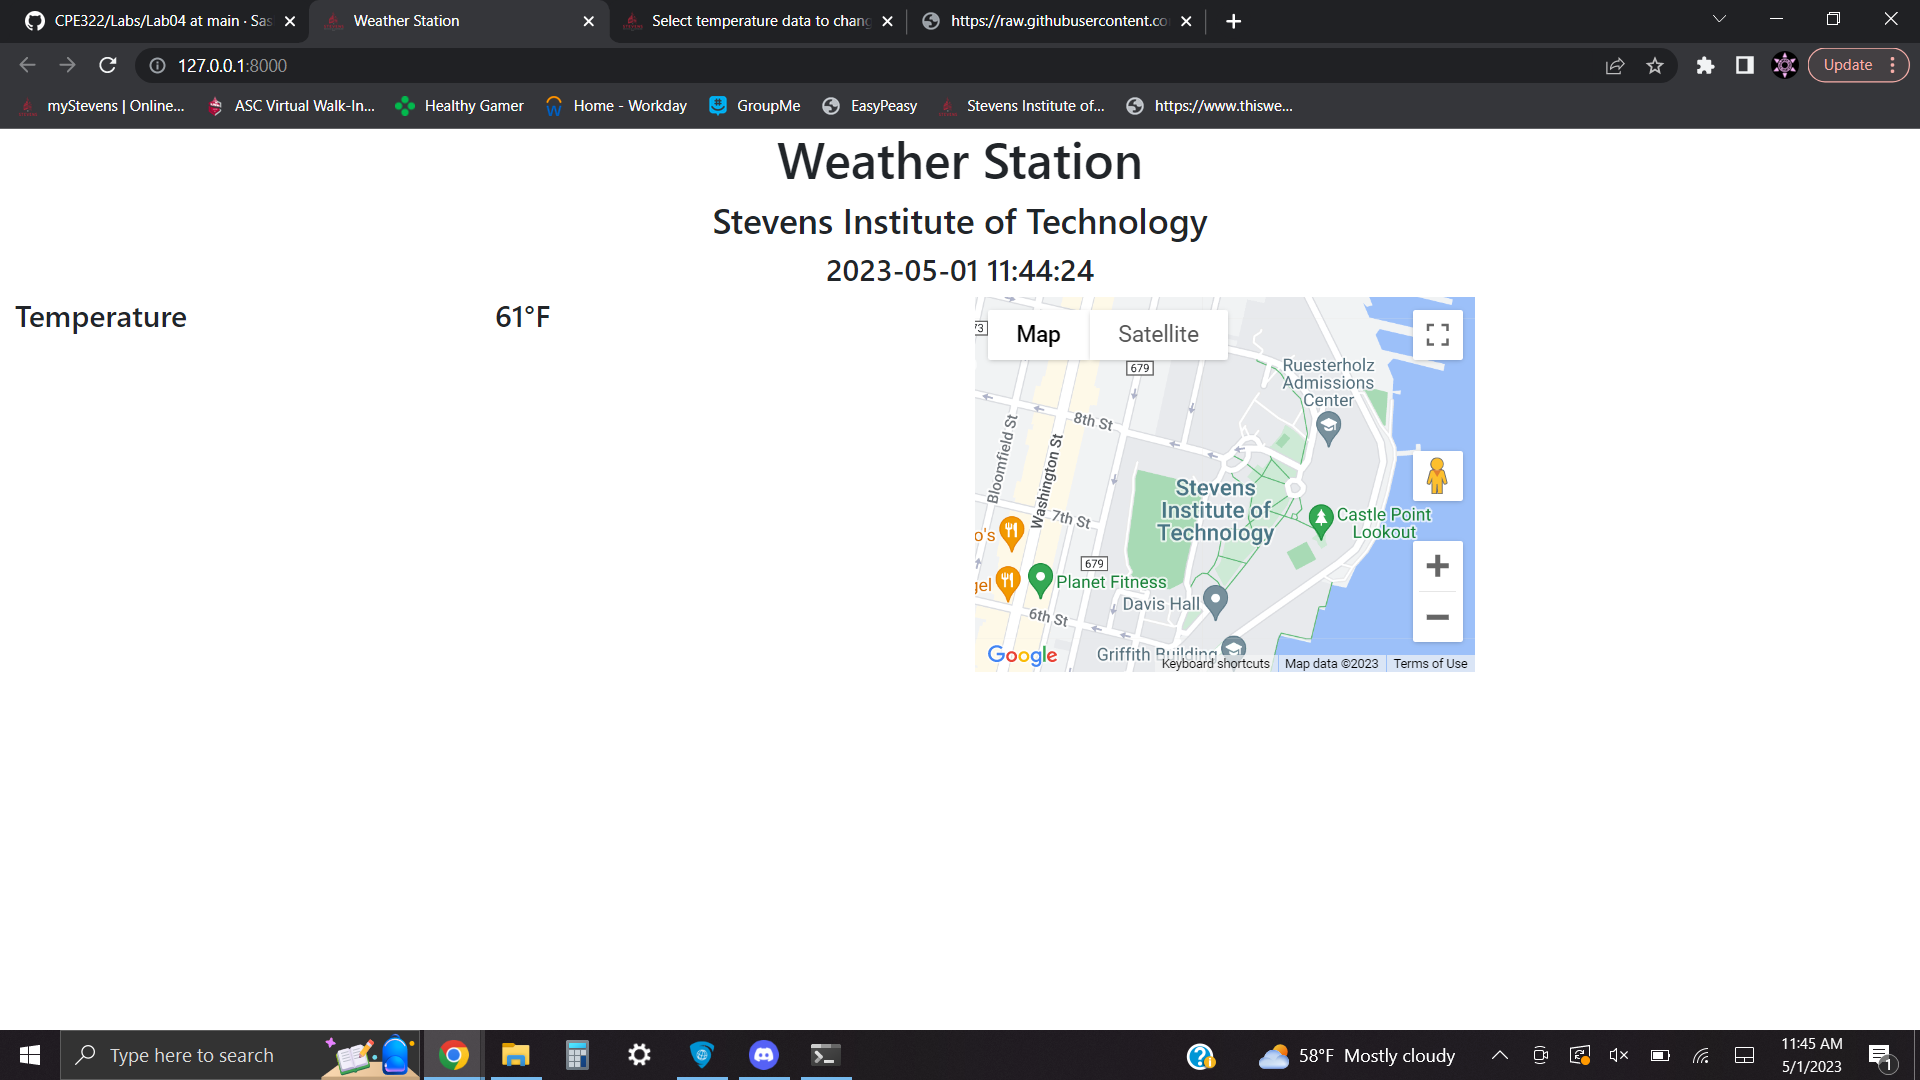 CPE322/Labs/Lab04 at main · Sas
Weather Station
Select temperature data to chang
https://raw.githubusercontent.co
127.0.0.1:8000
Update
myStevens | Online...
ASC Virtual Walk-In...
Healthy Gamer
Home - Workday
GroupMe
EasyPeasy
Stevens Institute of...
https://www.thiswe...
Weather Station
Stevens Institute of Technology
2023-05-01 11:44:24
Temperature
61°F
Map
Satellite
73
679
Ruesterholz
Admissions
Center
8th St
Bloomfield St
Washington St
Stevens
Institute of
Technology
7th St
Castle Point
Lookout
o's
679
gel
Planet Fitness
Davis Hall
6th St
Griffith Building
Google
Keyboard shortcuts
Map data ©2023
Terms of Use
Type here to search
58°F Mostly cloudy
11:45 AM
5/1/2023
1